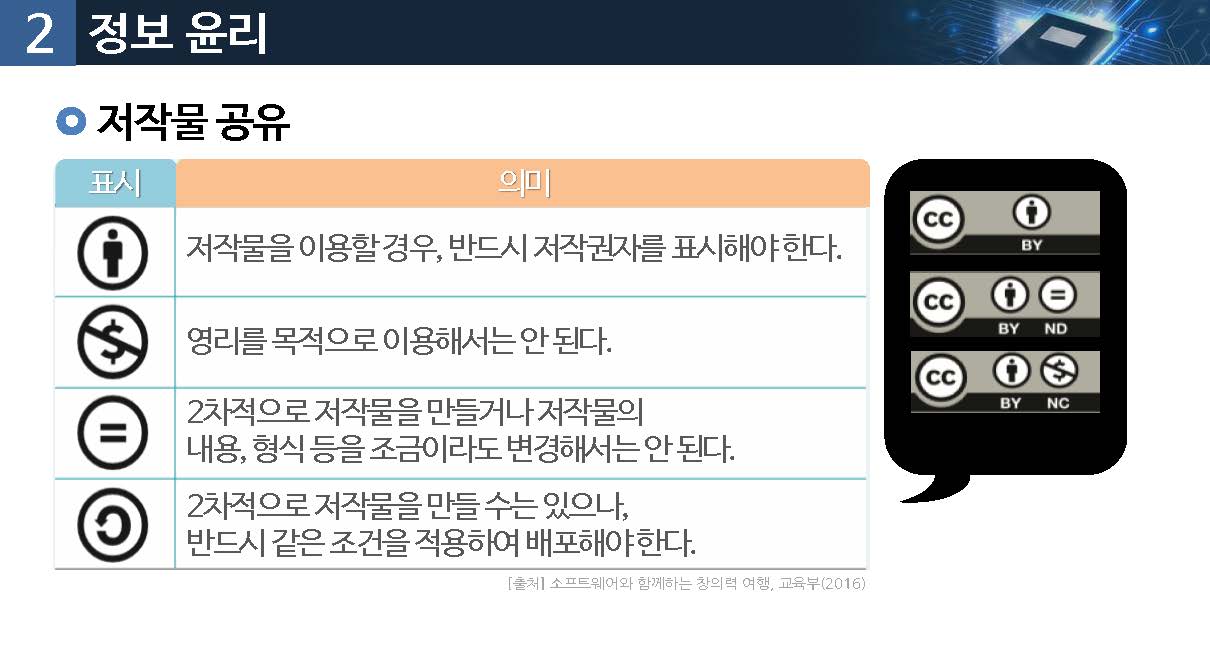 2 정보 윤리
저작물 공유
표시 의미
저작물을 이용할 경우, 반드시 저작권자를 표시해야 한다.
영리를 목적으로 이용해서는 안 된다.
2차적으로 저작물을 만들거나 저작물의
내용, 형식 등을 조금이라도 변경해서는 안 된다.
2차적으로 저작물을 만들 수는 있으나,
반드시 같은 조건을 적용하여 배포해야 한다.
[출처] 소프트웨어와 함께하는 창의력 여행, 교육부(2016)
CC
BY
CC
BY ND
CC
BY NC